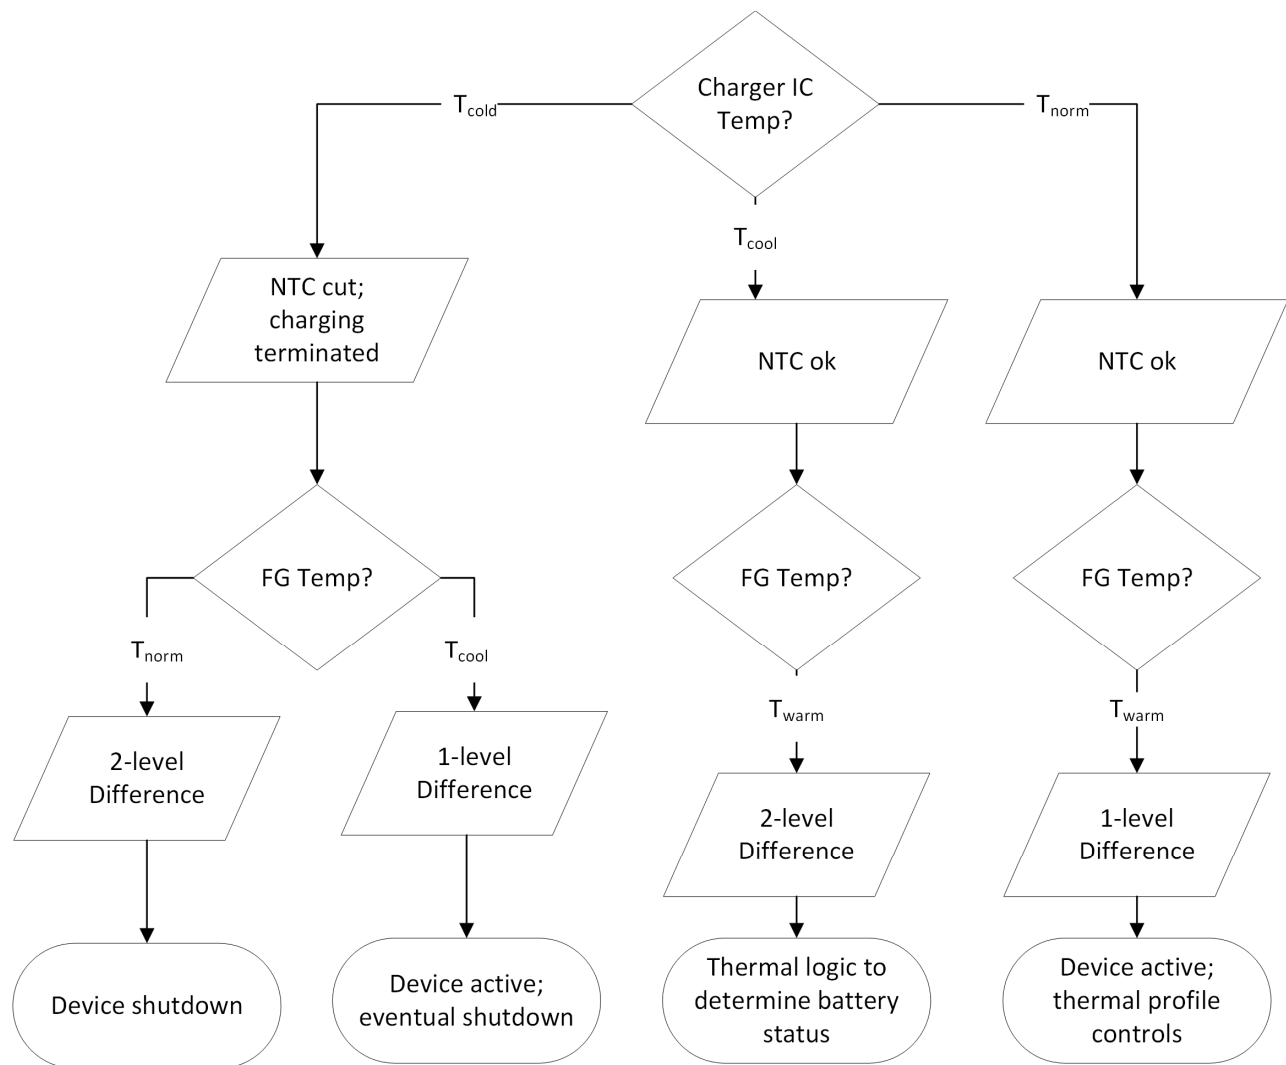 Charger IC
Temp?
Tcold
Tnorm
Tcool
NTC cut;
charging
terminated
NTC ok
NTC ok
FG Temp?
FG Temp?
FG Temp?
Tnorm
Tcool
Twarm
Twarm
2-level
Difference
1-level
Difference
2-level
Difference
1-level
Difference
Device shutdown
Device active;
eventual shutdown
Thermal logic to
determine battery
status
Device active;
thermal profile
controls